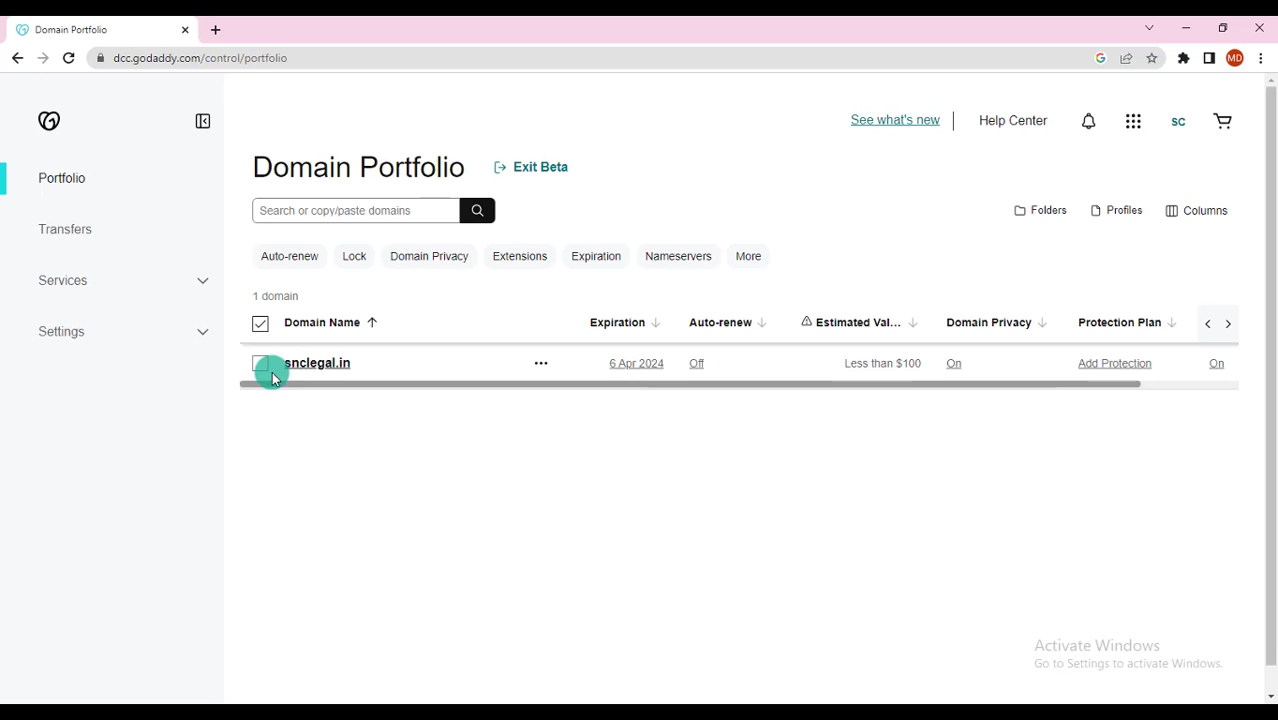 Domain Portfolio
dcc.godaddy.com/control/portfolio
MD
See what's new
Help Center
SC
Portfolio
Transfers
Services
Settings
Domain Portfolio
Exit Beta
Search or copy/paste domains
Folders
Profiles
Columns
Auto-renew Lock Domain Privacy Extensions Expiration Nameservers More
1 domain
Domain Name Expiration Auto-renew Estimated Val... Domain Privacy Protection Plan
snclegal.in 6 Apr 2024 Off Less than $100 On Add Protection On
Activate Windows
Go to Settings to activate Windows.